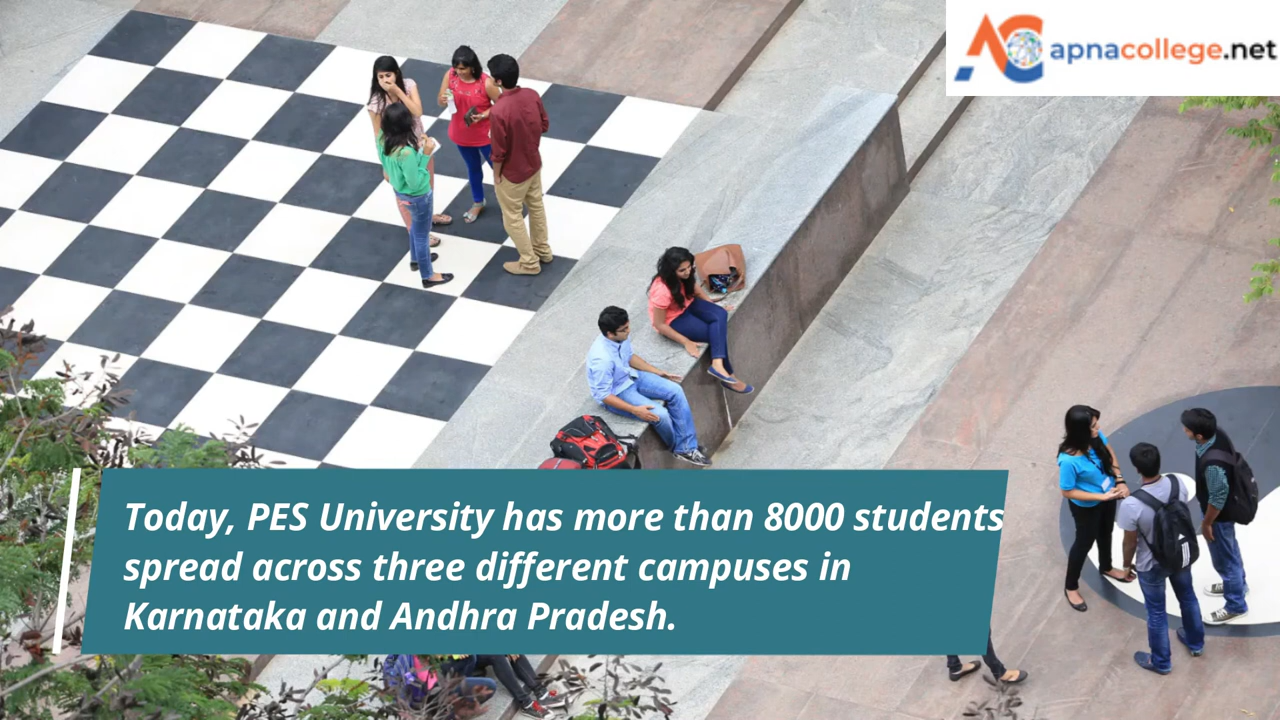 apnacollege.net
Today, PES University has more than 8000 students
spread across three different campuses in
Karnataka and Andhra Pradesh.